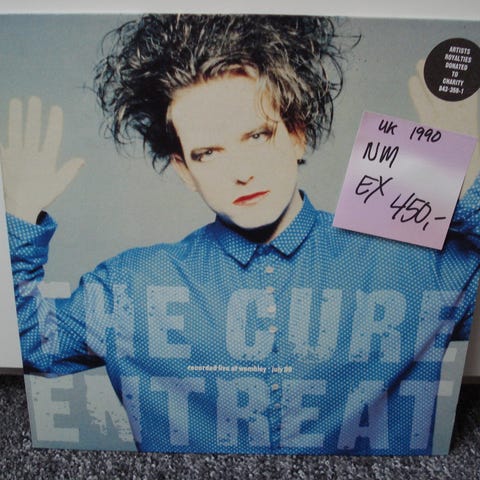 ARTISTS
ROYALTIES
DONATED
TO
CHARITY
843-359-1
UK 1990
NM
EX 450,-
THE CURE
recorded live at wembley · july 89
ENTREAT